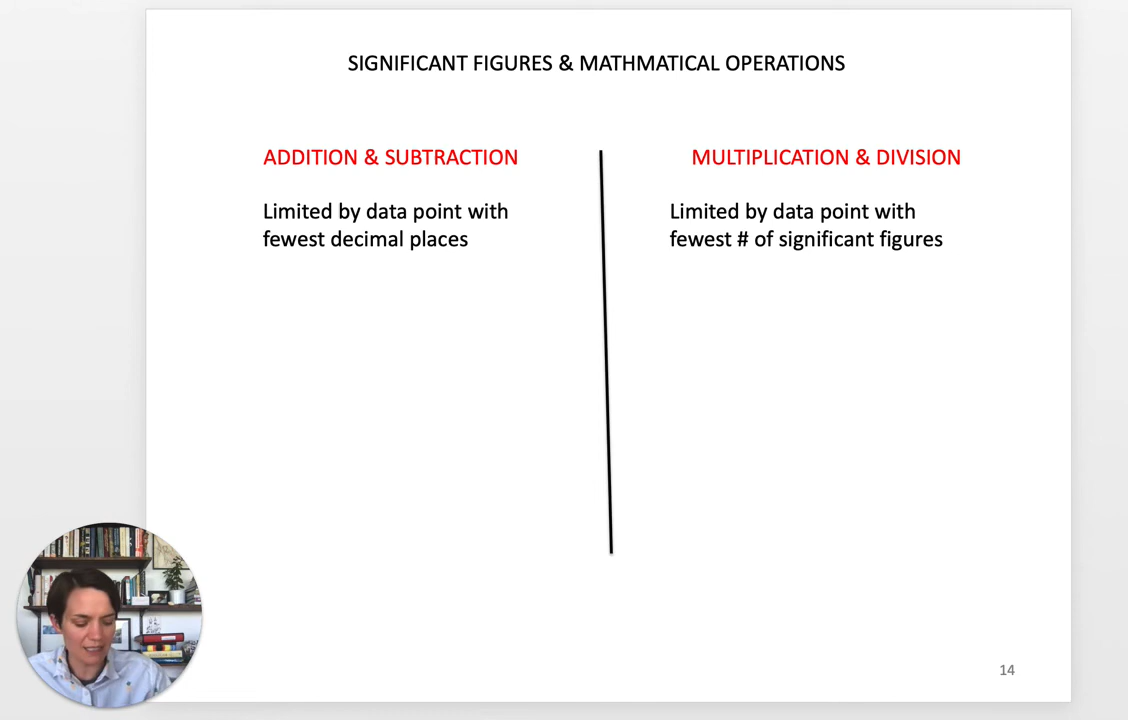 SIGNIFICANT FIGURES & MATHMATICAL OPERATIONS
ADDITION & SUBTRACTION
Limited by data point with
fewest decimal places
MULTIPLICATION & DIVISION
Limited by data point with
fewest # of significant figures
14